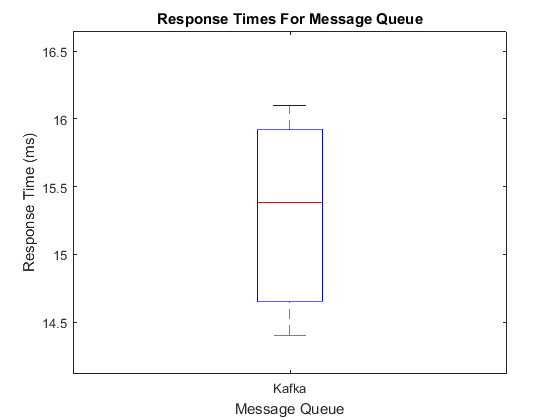 Response Times For Message Queue
16.5
16
15.5
15
14.5
Response Time (ms)
Kafka
Message Queue